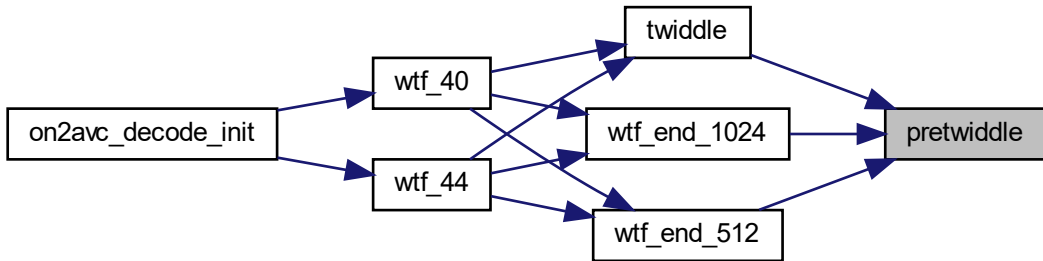 on2avc_decode_init
wtf_40
wtf_44
twiddle
wtf_end_1024
wtf_end_512
pretwiddle